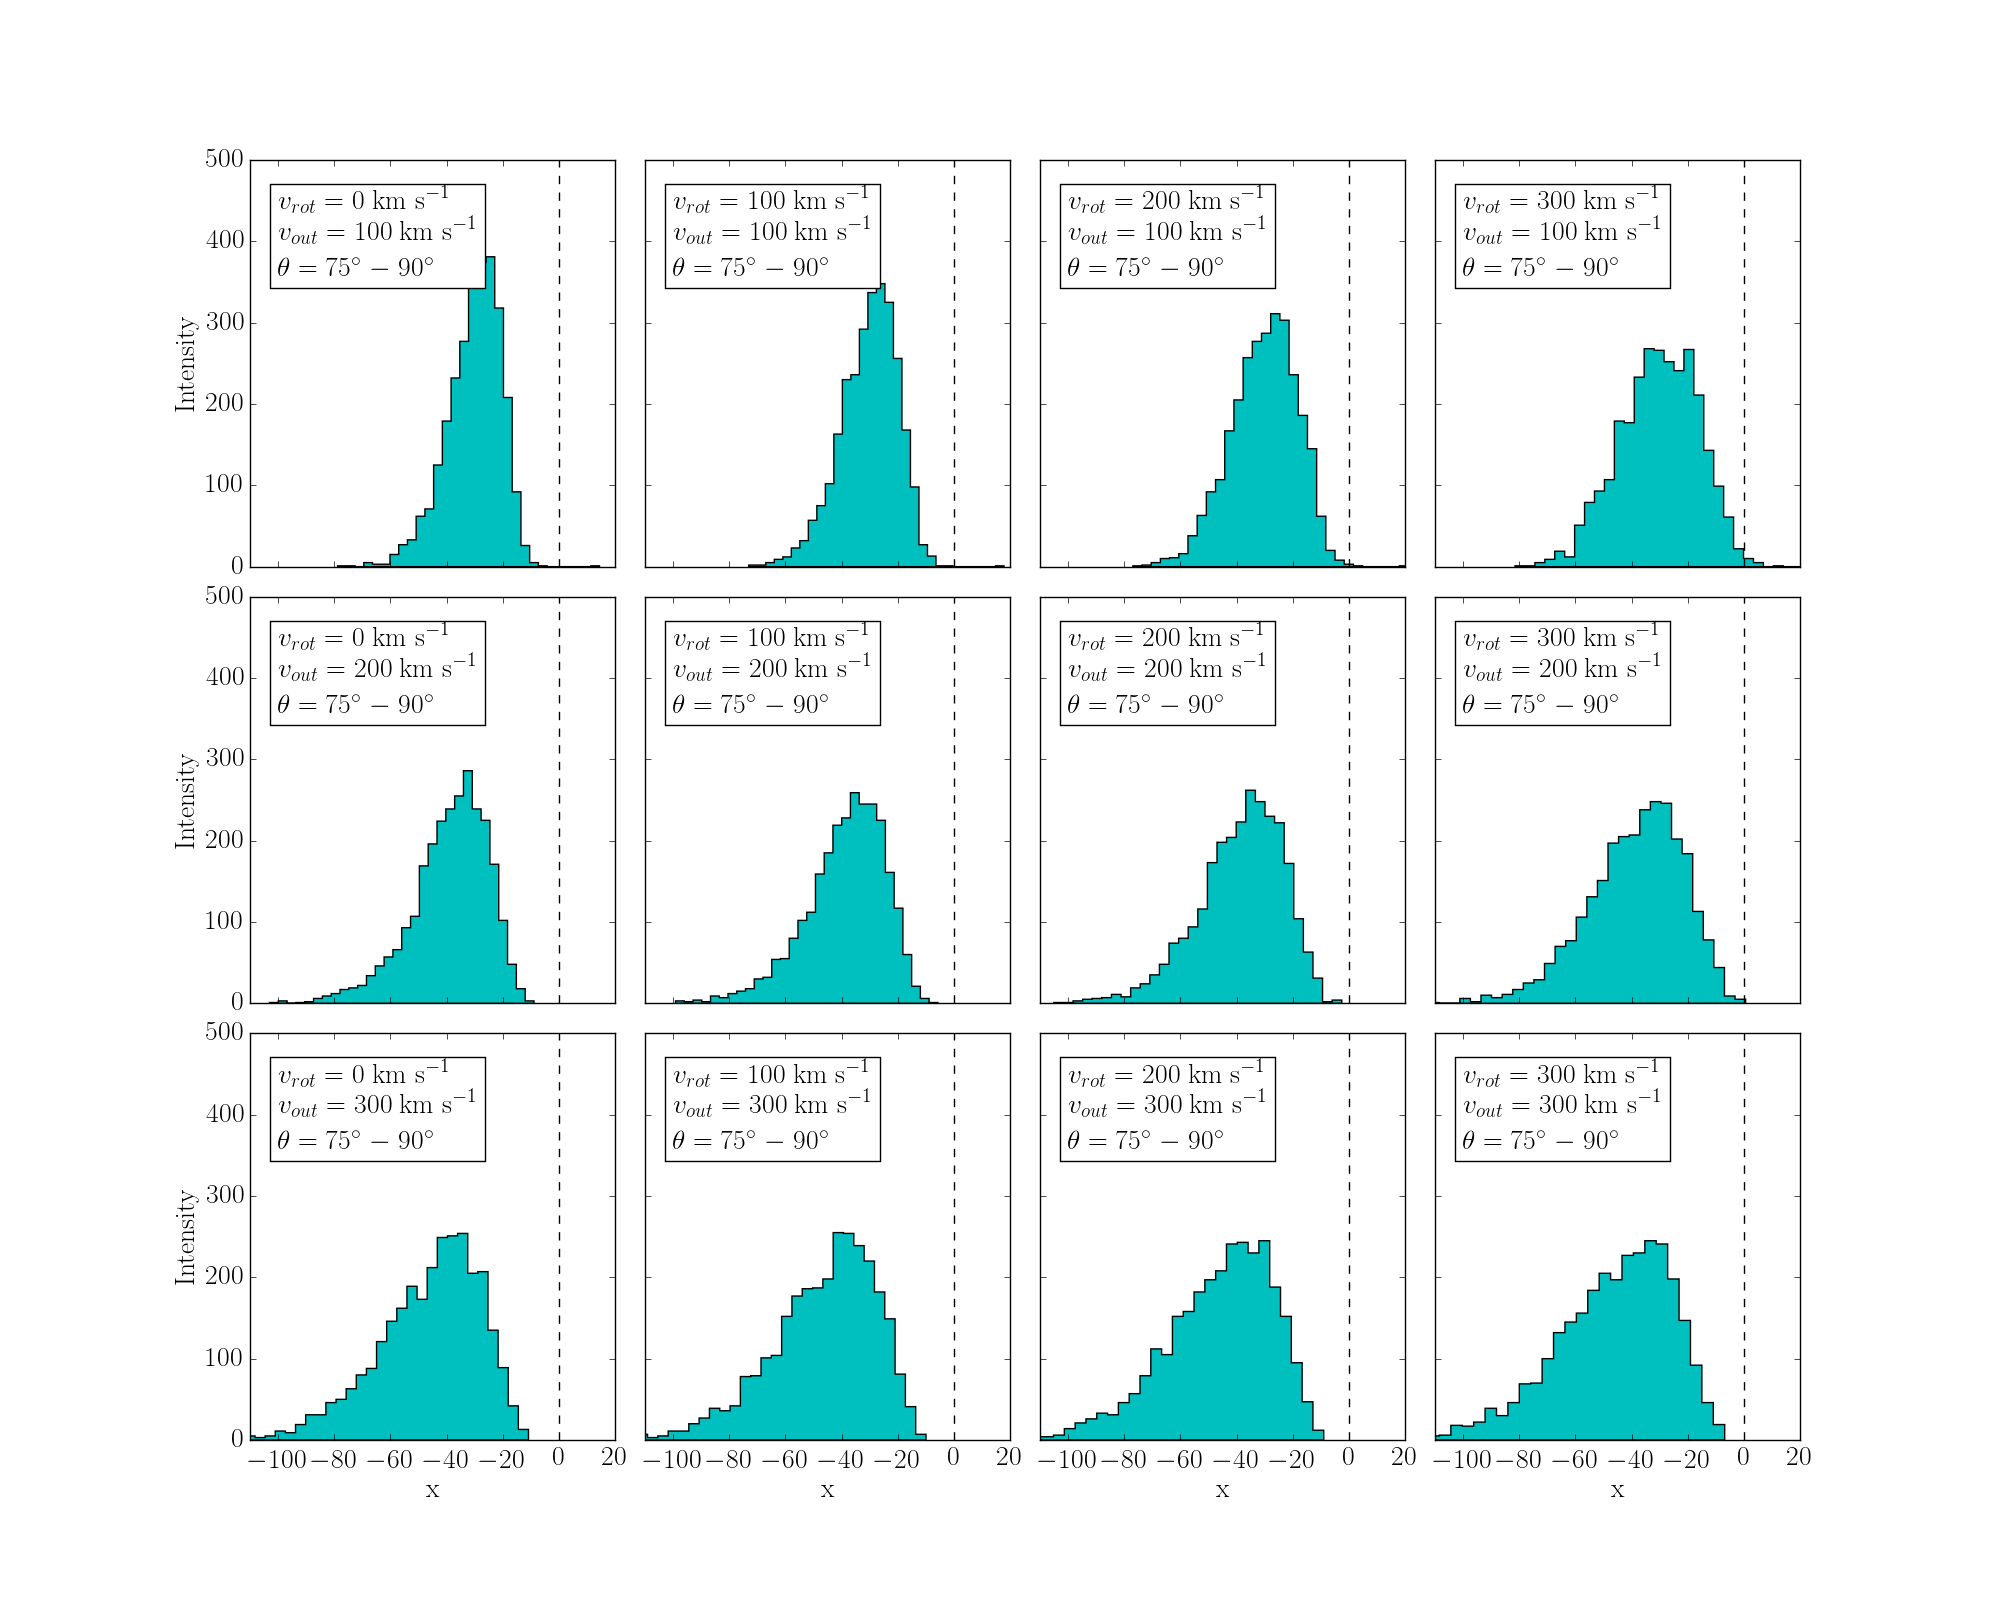 500
400
300
200
100
0
Intensity
v_rot = 0 km s⁻¹
v_out = 100 km s⁻¹
θ = 75° − 90°
v_rot = 100 km s⁻¹
v_out = 100 km s⁻¹
θ = 75° − 90°
v_rot = 200 km s⁻¹
v_out = 100 km s⁻¹
θ = 75° − 90°
v_rot = 300 km s⁻¹
v_out = 100 km s⁻¹
θ = 75° − 90°
500
400
300
200
100
0
Intensity
v_rot = 0 km s⁻¹
v_out = 200 km s⁻¹
θ = 75° − 90°
v_rot = 100 km s⁻¹
v_out = 200 km s⁻¹
θ = 75° − 90°
v_rot = 200 km s⁻¹
v_out = 200 km s⁻¹
θ = 75° − 90°
v_rot = 300 km s⁻¹
v_out = 200 km s⁻¹
θ = 75° − 90°
500
400
300
200
100
0
Intensity
v_rot = 0 km s⁻¹
v_out = 300 km s⁻¹
θ = 75° − 90°
v_rot = 100 km s⁻¹
v_out = 300 km s⁻¹
θ = 75° − 90°
v_rot = 200 km s⁻¹
v_out = 300 km s⁻¹
θ = 75° − 90°
v_rot = 300 km s⁻¹
v_out = 300 km s⁻¹
θ = 75° − 90°
−100 −80 −60 −40 −20 0 20
x
−100 −80 −60 −40 −20 0 20
x
−100 −80 −60 −40 −20 0 20
x
−100 −80 −60 −40 −20 0 20
x